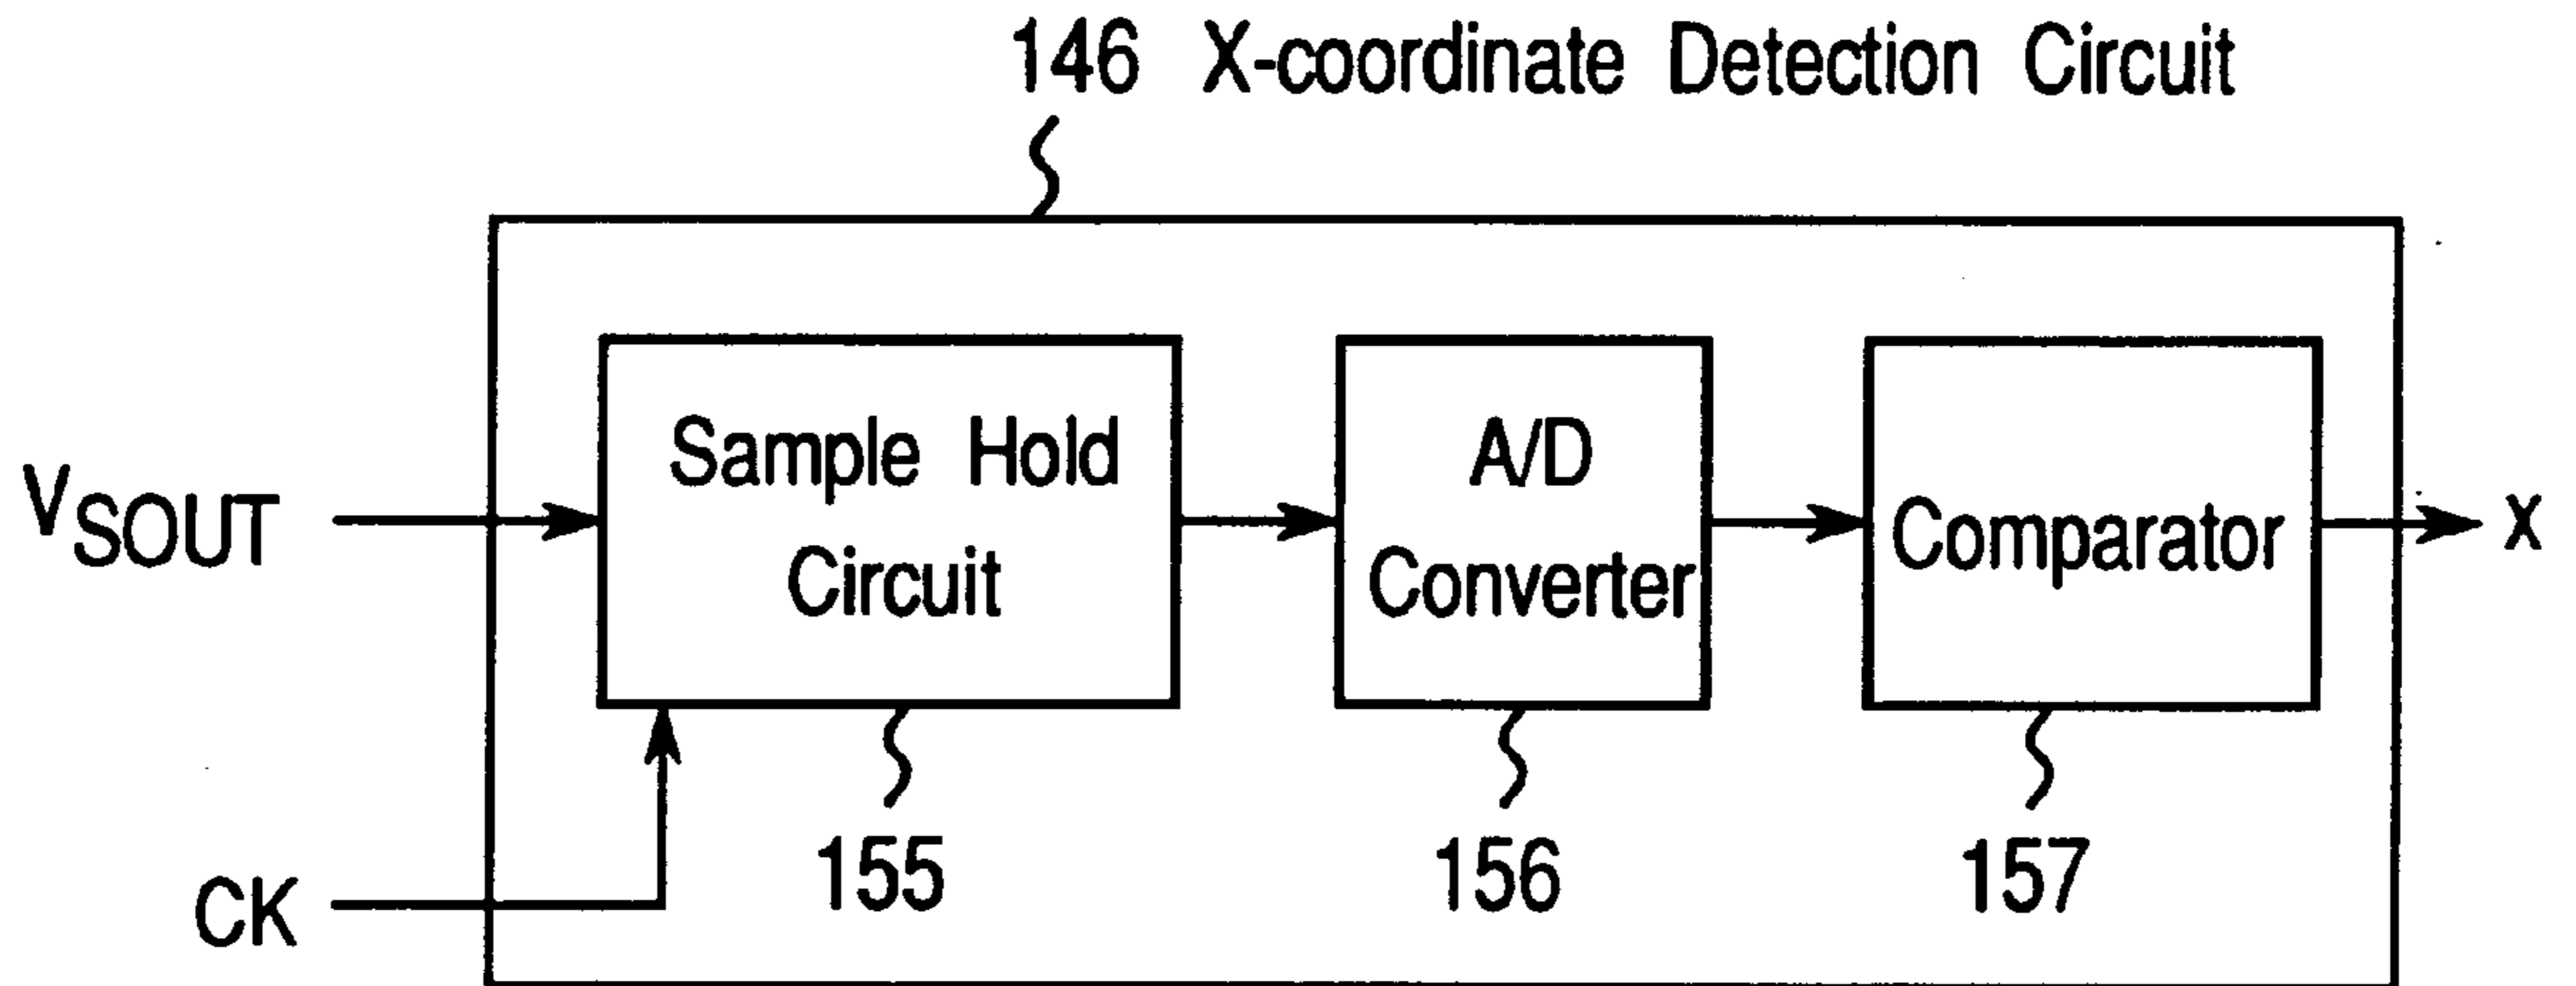 146 X-coordinate Detection Circuit
Sample Hold
Circuit
A/D
Converter
Comparator
VSOUT
X
CK
155
156
157